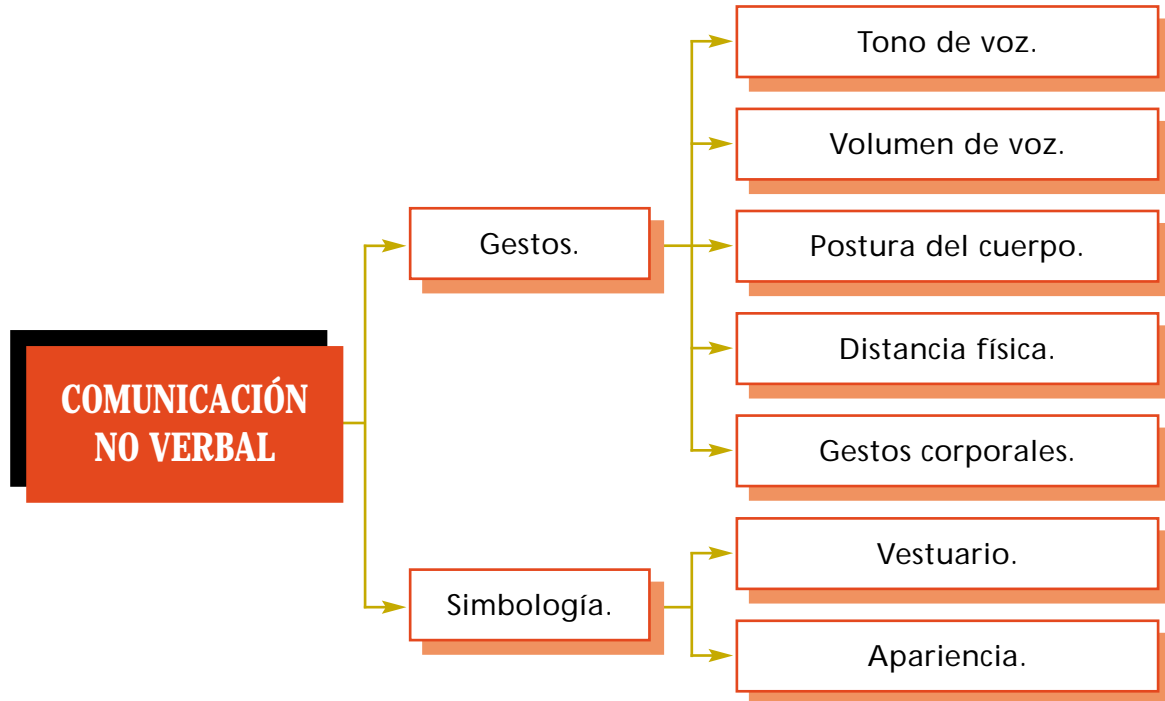 COMUNICACIÓN
NO VERBAL
Gestos.
Tono de voz.
Volumen de voz.
Postura del cuerpo.
Distancia física.
Gestos corporales.
Simbología.
Vestuario.
Apariencia.